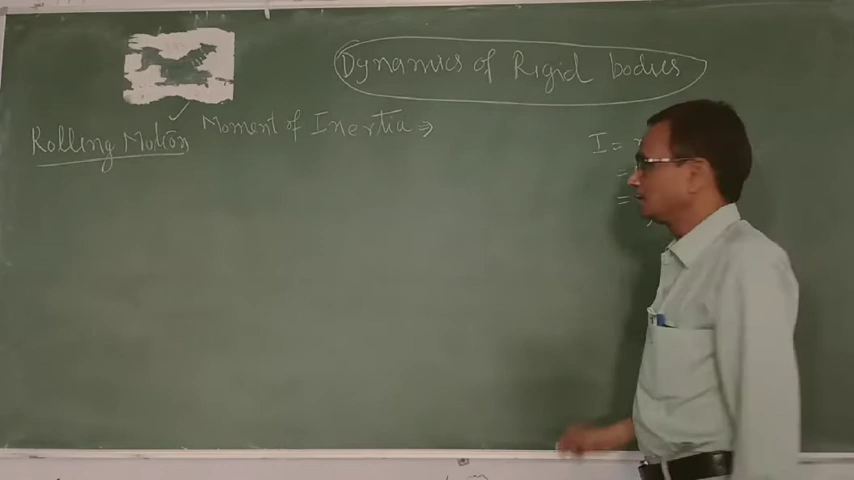 Dynamics of Rigid bodies
Rolling Motion Moment of Inertia ⇒
I =
=
=